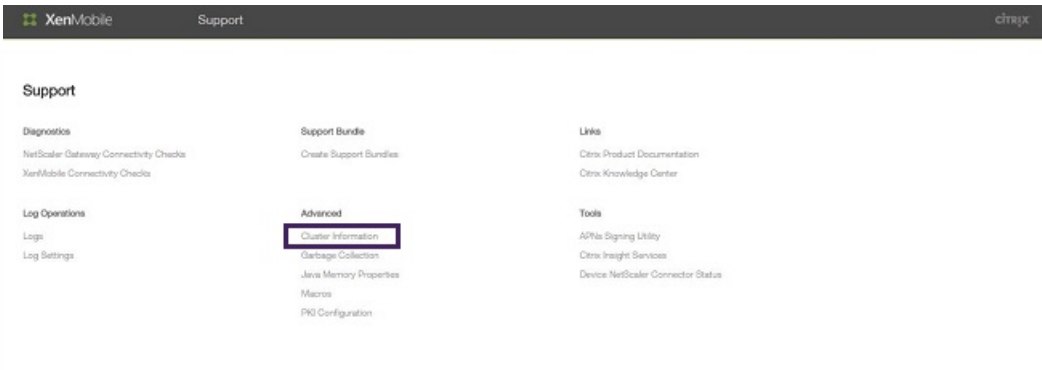 XenMobile Support citrix
Support
Diagnostics
NetScaler Gateway Connectivity Checks
XenMobile Connectivity Checks
Support Bundle
Create Support Bundles
Links
Citrix Product Documentation
Citrix Knowledge Center
Log Operations
Logs
Log Settings
Advanced
Cluster Information
Garbage Collection
Java Memory Properties
Macros
PKI Configuration
Tools
APNs Signing Utility
Citrix Insight Services
Device NetScaler Connector Status